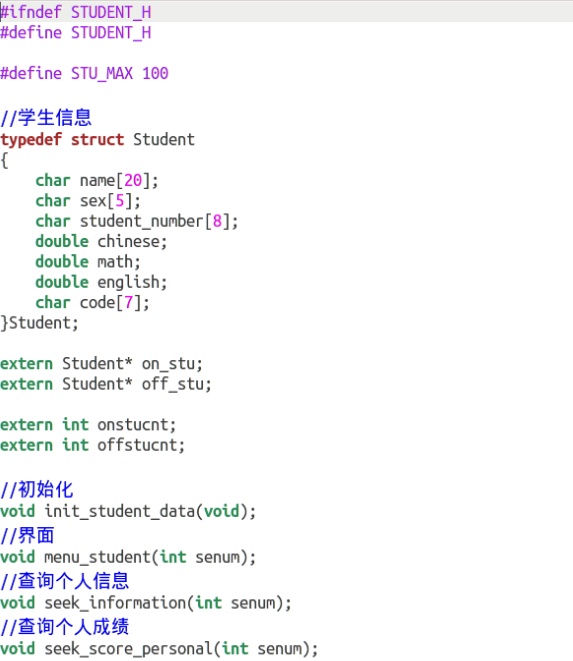 #ifndef STUDENT_H
#define STUDENT_H
#define STU_MAX 100
//学生信息
typedef struct Student
{
    char name[20];
    char sex[5];
    char student_number[8];
    double chinese;
    double math;
    double english;
    char code[7];
}Student;
extern Student* on_stu;
extern Student* off_stu;
extern int onstucnt;
extern int offstucnt;
//初始化
void init_student_data(void);
//界面
void menu_student(int senum);
//查询个人信息
void seek_information(int senum);
//查询个人成绩
void seek_score_personal(int senum);